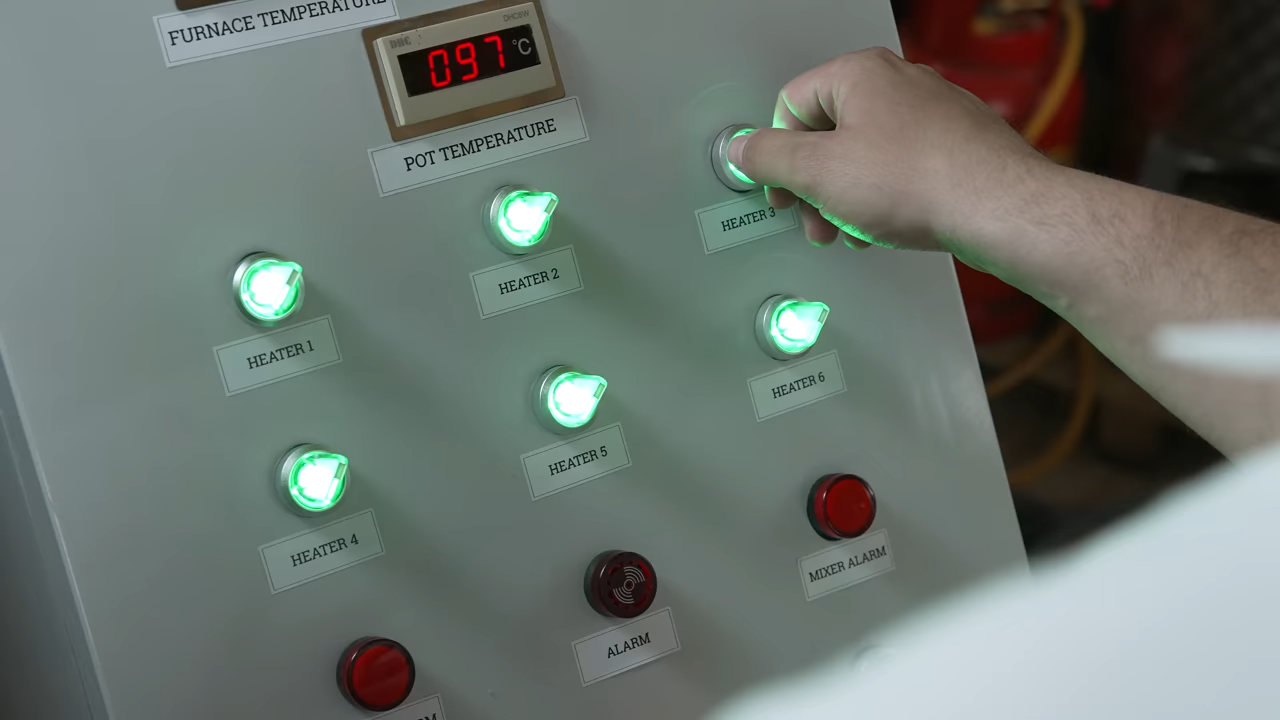 FURNACE TEMPERATURE
DHC6W
097 °C
POT TEMPERATURE
HEATER 1
HEATER 2
HEATER 3
HEATER 4
HEATER 5
HEATER 6
ALARM
MIXER ALARM